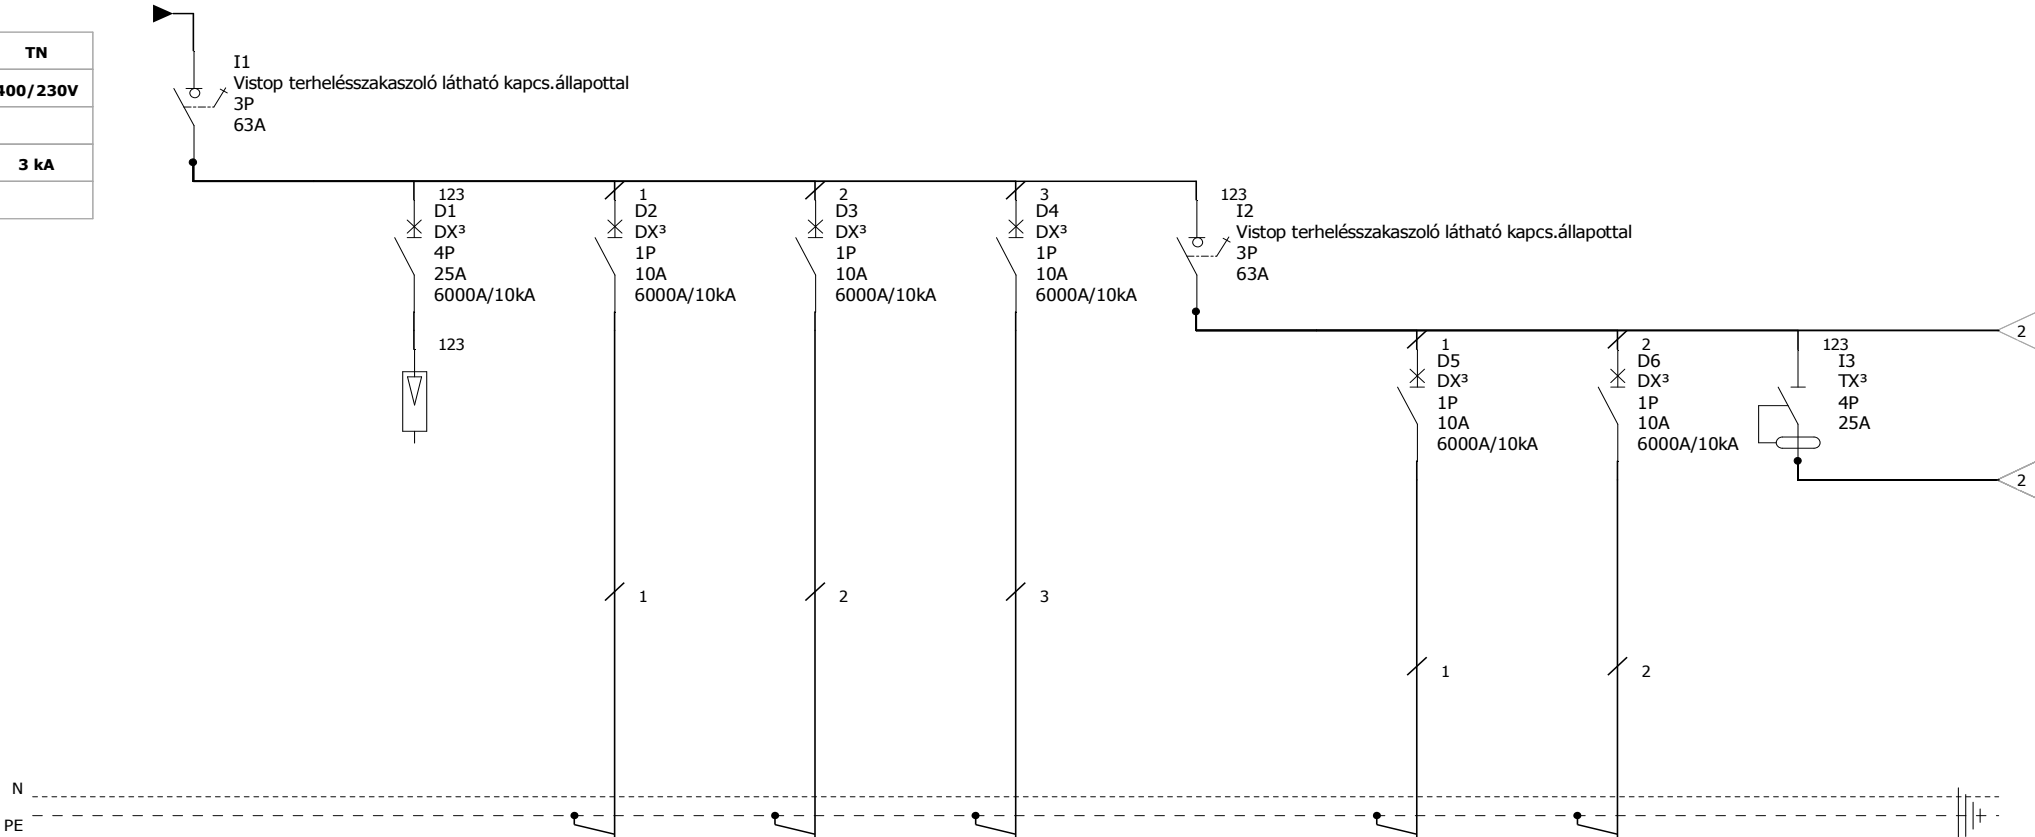 TN
400/230V
3 kA
I1
Vistop terhelésszakaszoló látható kapcs.állapottal
3P
63A
123
D1
DX³
4P
25A
6000A/10kA
123
1
D2
DX³
1P
10A
6000A/10kA
1
2
D3
DX³
1P
10A
6000A/10kA
2
3
D4
DX³
1P
10A
6000A/10kA
3
123
I2
Vistop terhelésszakaszoló látható kapcs.állapottal
3P
63A
1
D5
DX³
1P
10A
6000A/10kA
1
2
D6
DX³
1P
10A
6000A/10kA
2
123
I3
TX³
4P
25A
2
2
N
PE